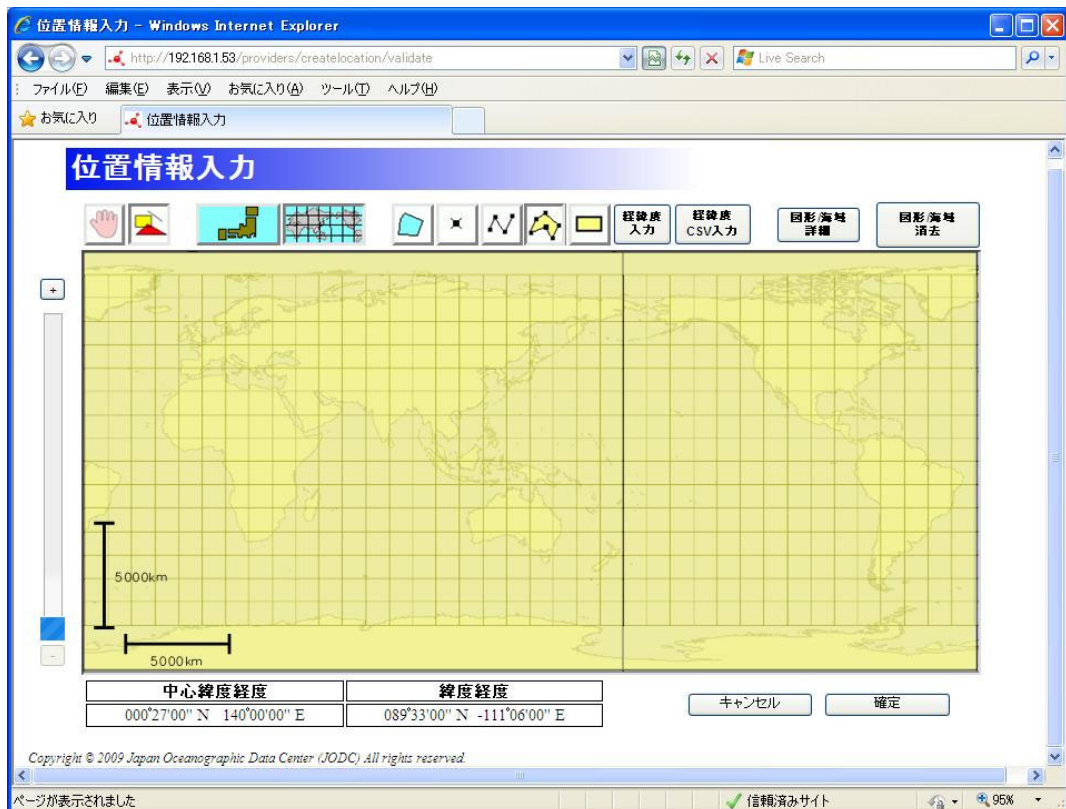 位置情報入力 - Windows Internet Explorer
http://192.168.1.53/providers/createlocation/validate
Live Search
ファイル(F) 編集(E) 表示(V) お気に入り(A) ツール(T) ヘルプ(H)
お気に入り 位置情報入力
位置情報入力
経緯度入力
経緯度CSV入力
図形/海域詳細
図形/海域消去
+
5000km
5000km
-
中心緯度経度 緯度経度
000°27'00" N 140°00'00" E 089°33'00" N -111°06'00" E
キャンセル 確定
Copyright © 2009 Japan Oceanographic Data Center (JODC) All rights reserved.
ページが表示されました 信頼済みサイト 95%